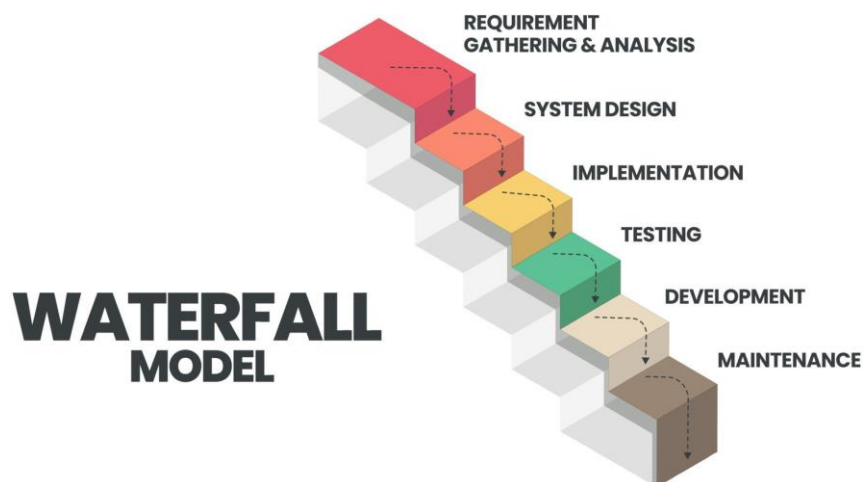 REQUIREMENT
GATHERING & ANALYSIS
SYSTEM DESIGN
IMPLEMENTATION
TESTING
DEVELOPMENT
MAINTENANCE
WATERFALL
MODEL